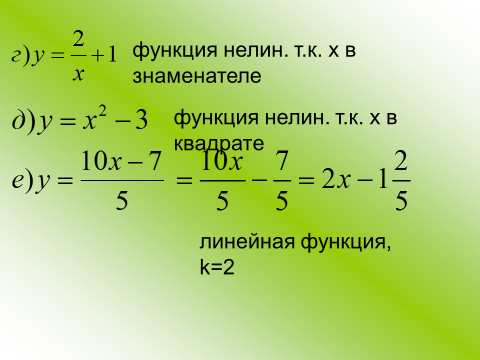 г) y = 2/x + 1 функция нелин. т.к. х в
знаменателе
д) y = x² − 3 функция нелин. т.к. х в
квадрате
е) y = (10x − 7)/5 = 10x/5 − 7/5 = 2x − 1 2/5
линейная функция,
k=2